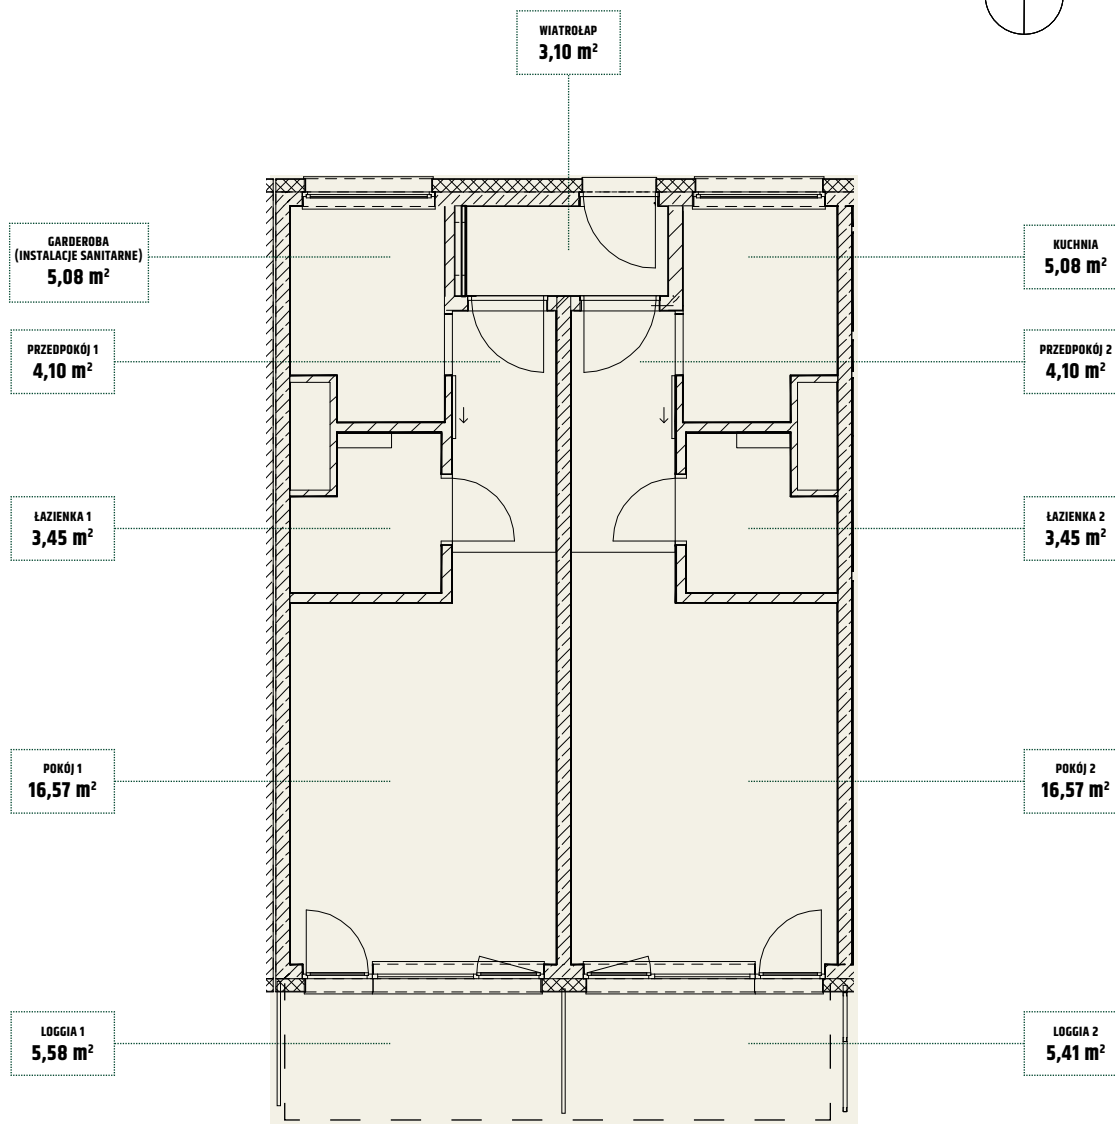 WIATROŁAP
3,10 m²
GARDEROBA
(INSTALACJE SANITARNE)
5,08 m²
KUCHNIA
5,08 m²
PRZEDPOKÓJ 1
4,10 m²
PRZEDPOKÓJ 2
4,10 m²
ŁAZIENKA 1
3,45 m²
ŁAZIENKA 2
3,45 m²
POKÓJ 1
16,57 m²
POKÓJ 2
16,57 m²
LOGGIA 1
5,58 m²
LOGGIA 2
5,41 m²